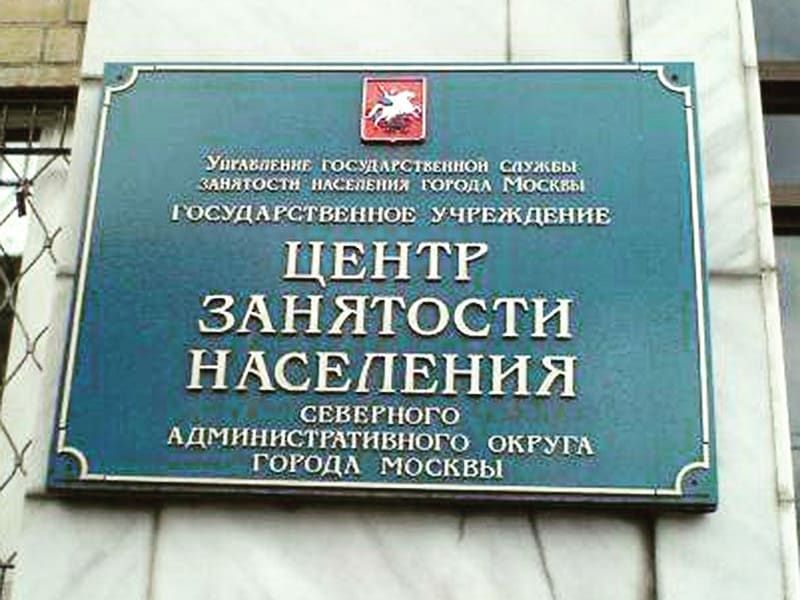 Управление государственной службы
занятости населения города Москвы
ГОСУДАРСТВЕННОЕ УЧРЕЖДЕНИЕ
ЦЕНТР
ЗАНЯТОСТИ
НАСЕЛЕНИЯ
СЕВЕРНОГО
АДМИНИСТРАТИВНОГО ОКРУГА
ГОРОДА МОСКВЫ